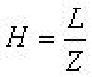 H = L/Z